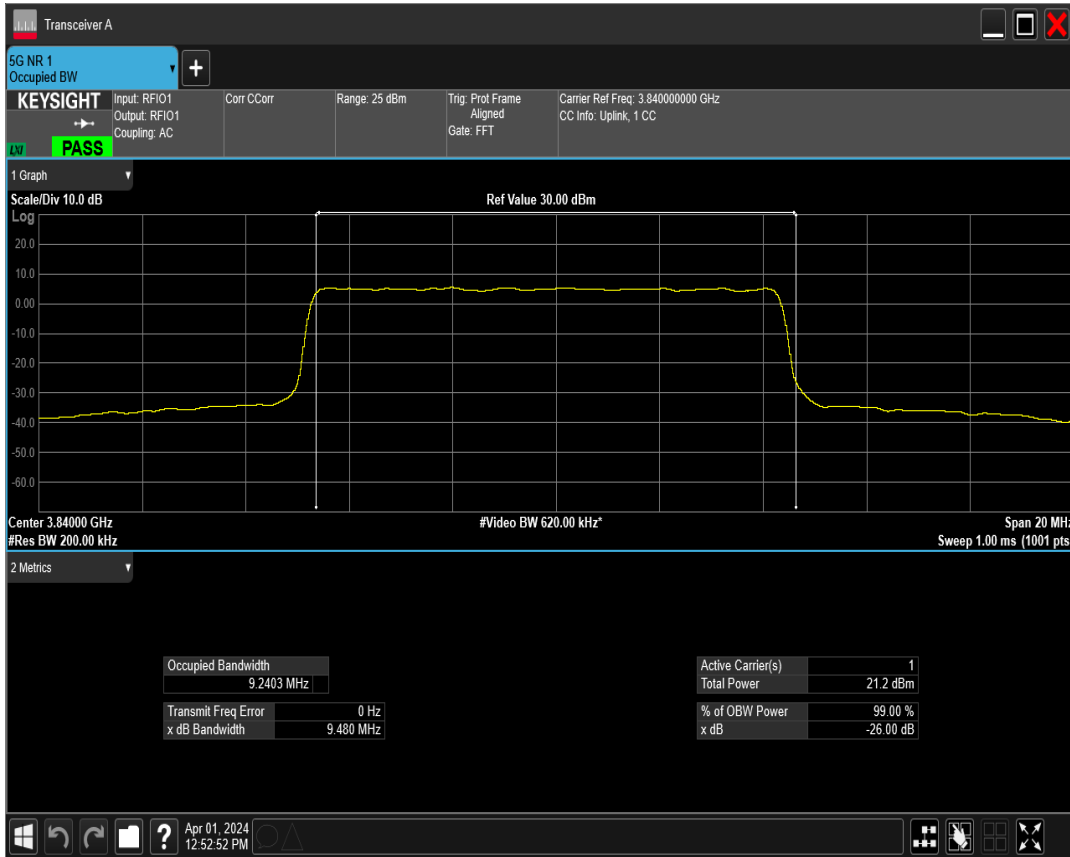 Transceiver A
5G NR 1
Occupied BW
KEYSIGHT
LXI
PASS
Input: RFIO1
Output: RFIO1
Coupling: AC
Corr CCorr
Range: 25 dBm
Trig: Prot Frame
Aligned
Gate: FFT
Carrier Ref Freq: 3.840000000 GHz
CC Info: Uplink, 1 CC
1 Graph
Scale/Div 10.0 dB
Ref Value 30.00 dBm
Log
20.0
10.0
0.00
-10.0
-20.0
-30.0
-40.0
-50.0
-60.0
Center 3.84000 GHz
#Video BW 620.00 kHz*
Span 20 MHz
#Res BW 200.00 kHz
Sweep 1.00 ms (1001 pts
2 Metrics
Occupied Bandwidth
9.2403 MHz
Transmit Freq Error 0 Hz
x dB Bandwidth 9.480 MHz
Active Carrier(s) 1
Total Power 21.2 dBm
% of OBW Power 99.00 %
x dB -26.00 dB
?
Apr 01, 2024
12:52:52 PM